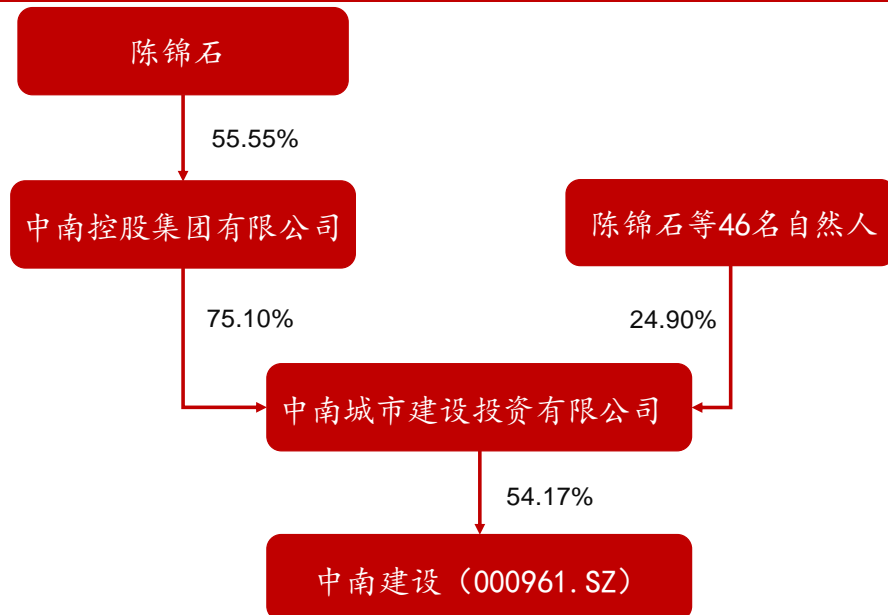 陈锦石
55.55%
中南控股集团有限公司
陈锦石等46名自然人
75.10%
24.90%
中南城市建设投资有限公司
54.17%
中南建设（000961.SZ）